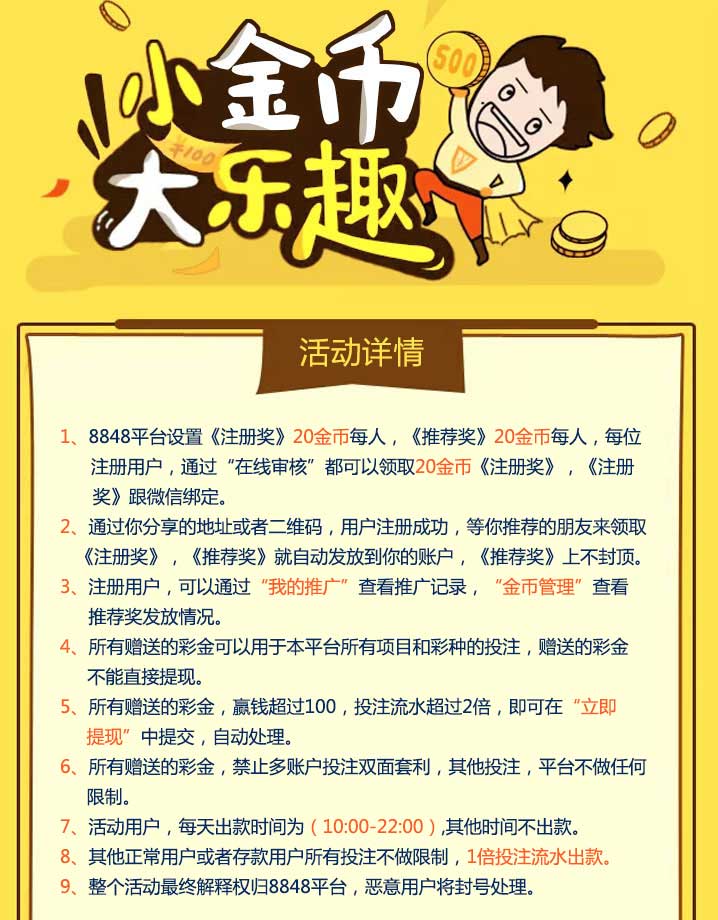 小金币
500
¥100
大乐趣
活动详情
1、8848平台设置《注册奖》20金币每人，《推荐奖》20金币每人，每位
注册用户，通过“在线审核”都可以领取20金币《注册奖》，《注册
奖》跟微信绑定。
2、通过你分享的地址或者二维码，用户注册成功，等你推荐的朋友来领取
《注册奖》，《推荐奖》就自动发放到你的账户，《推荐奖》上不封顶。
3、注册用户，可以通过“我的推广”查看推广记录，“金币管理”查看
推荐奖发放情况。
4、所有赠送的彩金可以用于本平台所有项目和彩种的投注，赠送的彩金
不能直接提现。
5、所有赠送的彩金，赢钱超过100，投注流水超过2倍，即可在“立即
提现”中提交，自动处理。
6、所有赠送的彩金，禁止多账户投注双面套利，其他投注，平台不做任何
限制。
7、活动用户，每天出款时间为（10:00-22:00）,其他时间不出款。
8、其他正常用户或者存款用户所有投注不做限制，1倍投注流水出款。
9、整个活动最终解释权归8848平台，恶意用户将封号处理。